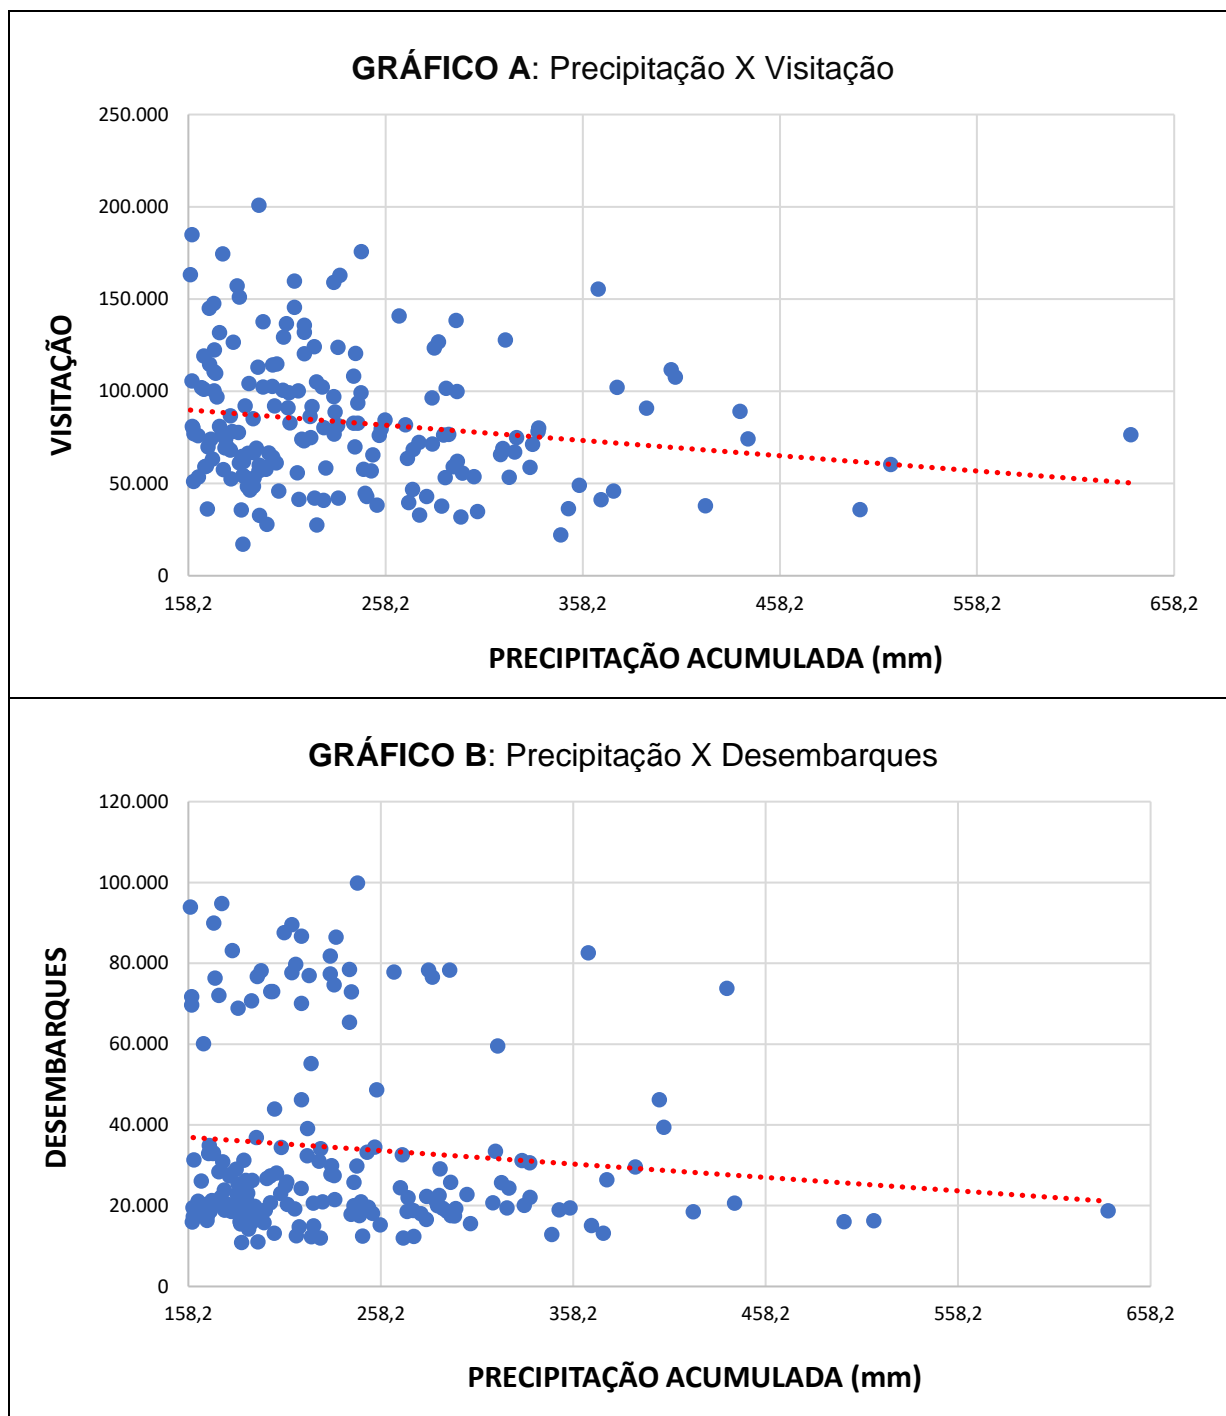 GRÁFICO A: Precipitação X Visitação
250.000
200.000
150.000
100.000
50.000
0
VISITAÇÃO
158,2 258,2 358,2 458,2 558,2 658,2
PRECIPITAÇÃO ACUMULADA (mm)
GRÁFICO B: Precipitação X Desembarques
120.000
100.000
80.000
60.000
40.000
20.000
0
DESEMBARQUES
158,2 258,2 358,2 458,2 558,2 658,2
PRECIPITAÇÃO ACUMULADA (mm)